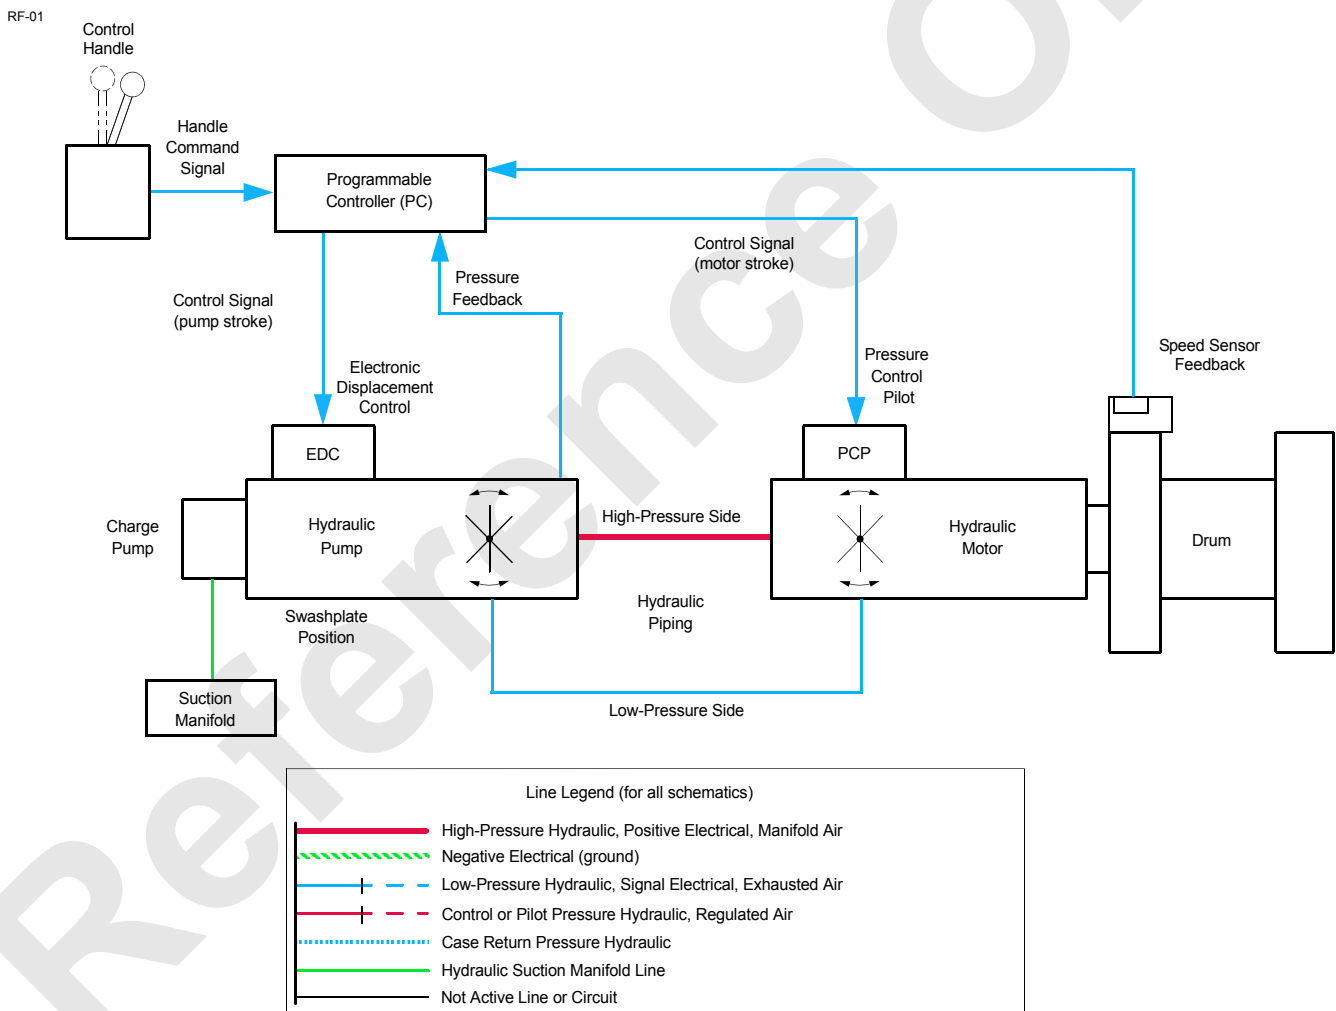 RF-01
Control
Handle
Handle
Command
Signal
Programmable
Controller (PC)
Control Signal
(motor stroke)
Pressure
Feedback
Control Signal
(pump stroke)
Electronic
Displacement
Control
Pressure
Control
Pilot
Speed Sensor
Feedback
EDC
PCP
Charge
Pump
Hydraulic
Pump
High-Pressure Side
Hydraulic
Motor
Drum
Swashplate
Position
Hydraulic
Piping
Suction
Manifold
Low-Pressure Side
Line Legend (for all schematics)
High-Pressure Hydraulic, Positive Electrical, Manifold Air
Negative Electrical (ground)
Low-Pressure Hydraulic, Signal Electrical, Exhausted Air
Control or Pilot Pressure Hydraulic, Regulated Air
Case Return Pressure Hydraulic
Hydraulic Suction Manifold Line
Not Active Line or Circuit
Reference